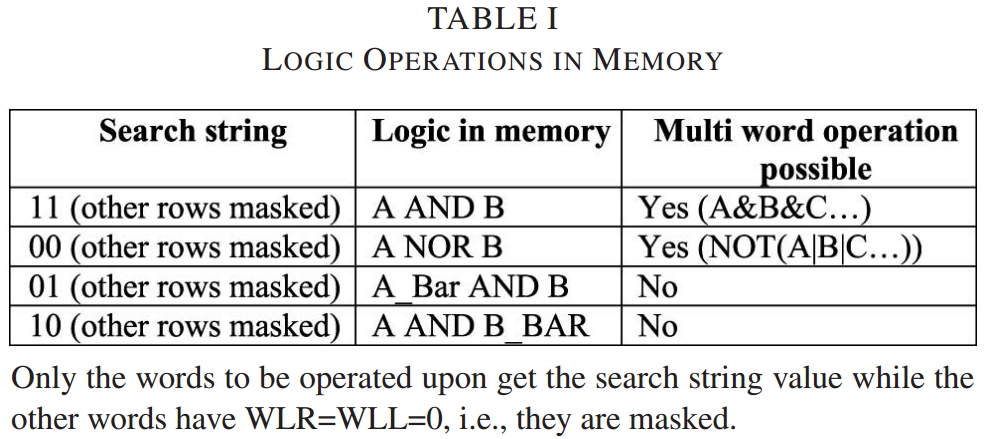 TABLE I
LOGIC OPERATIONS IN MEMORY
Search string | Logic in memory | Multi word operation possible
11 (other rows masked) | A AND B | Yes (A&B&C…)
00 (other rows masked) | A NOR B | Yes (NOT(A|B|C…))
01 (other rows masked) | A_Bar AND B | No
10 (other rows masked) | A AND B_BAR | No
Only the words to be operated upon get the search string value while the
other words have WLR=WLL=0, i.e., they are masked.